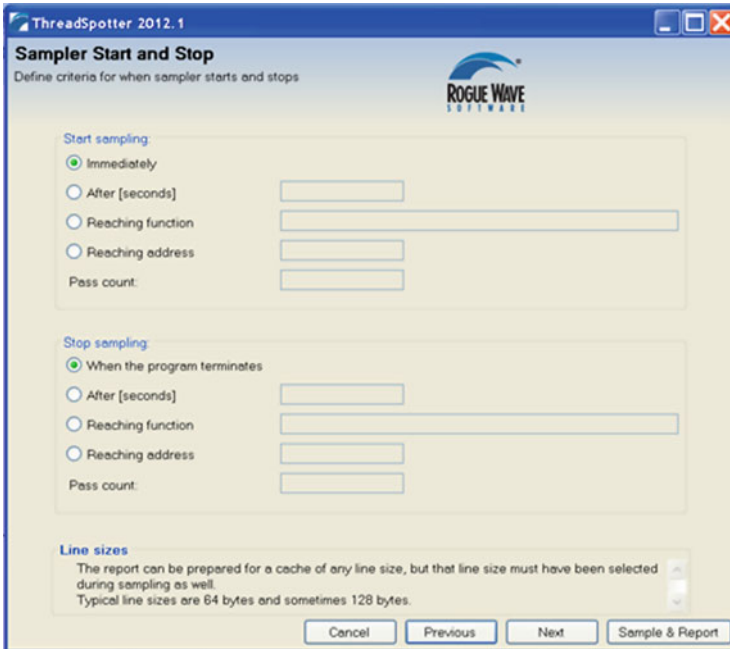 ThreadSpotter 2012.1
Sampler Start and Stop
Define criteria for when sampler starts and stops
ROGUE WAVE
SOFTWARE
Start sampling:
Immediately
After [seconds]
Reaching function
Reaching address
Pass count:
Stop sampling:
When the program terminates
After [seconds]
Reaching function
Reaching address
Pass count:
Line sizes
The report can be prepared for a cache of any line size, but that line size must have been selected
during sampling as well.
Typical line sizes are 64 bytes and sometimes 128 bytes.
Cancel
Previous
Next
Sample & Report